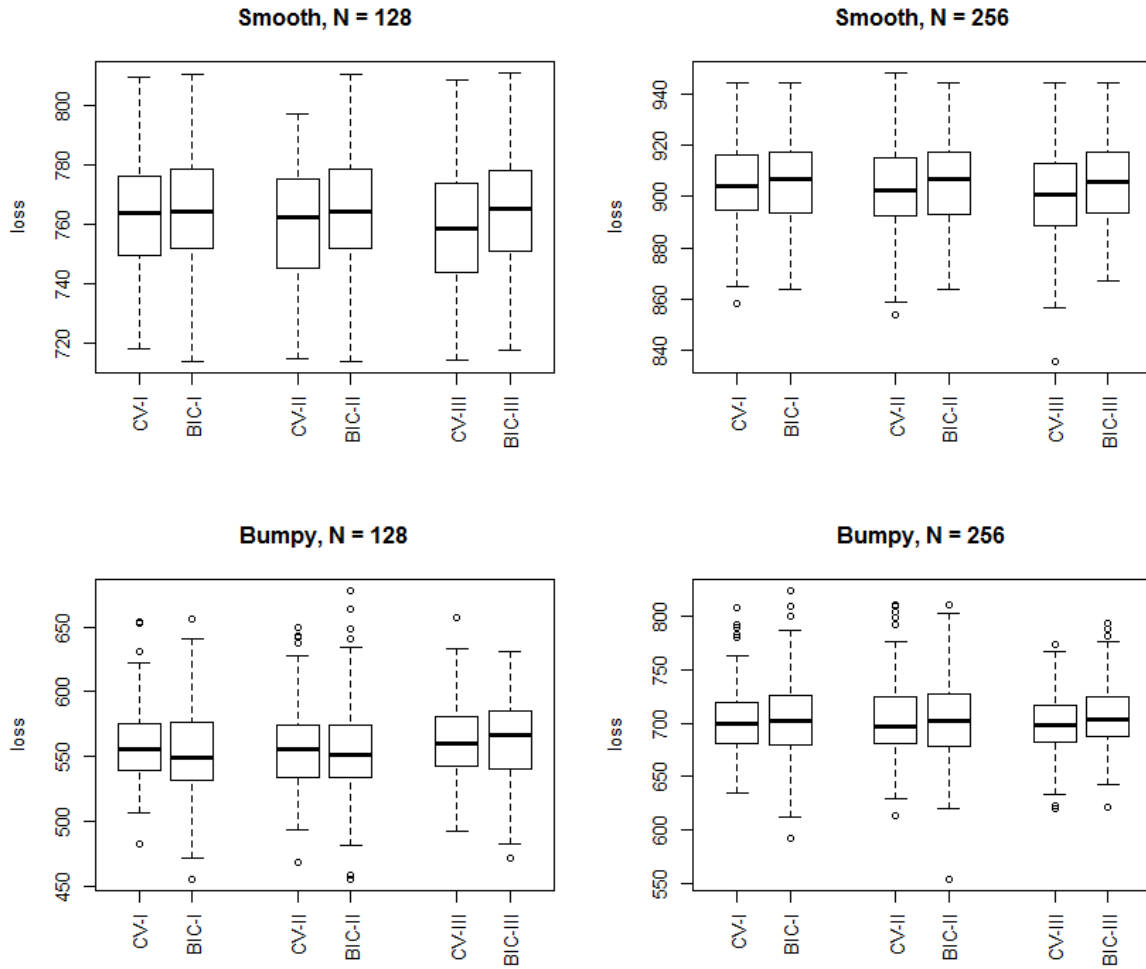 Smooth, N = 128
loss
800
780
760
740
720
CV-I
BIC-I
CV-II
BIC-II
CV-III
BIC-III
Smooth, N = 256
loss
940
920
900
880
860
840
CV-I
BIC-I
CV-II
BIC-II
CV-III
BIC-III
Bumpy, N = 128
loss
650
600
550
500
450
CV-I
BIC-I
CV-II
BIC-II
CV-III
BIC-III
Bumpy, N = 256
loss
800
750
700
650
600
550
CV-I
BIC-I
CV-II
BIC-II
CV-III
BIC-III